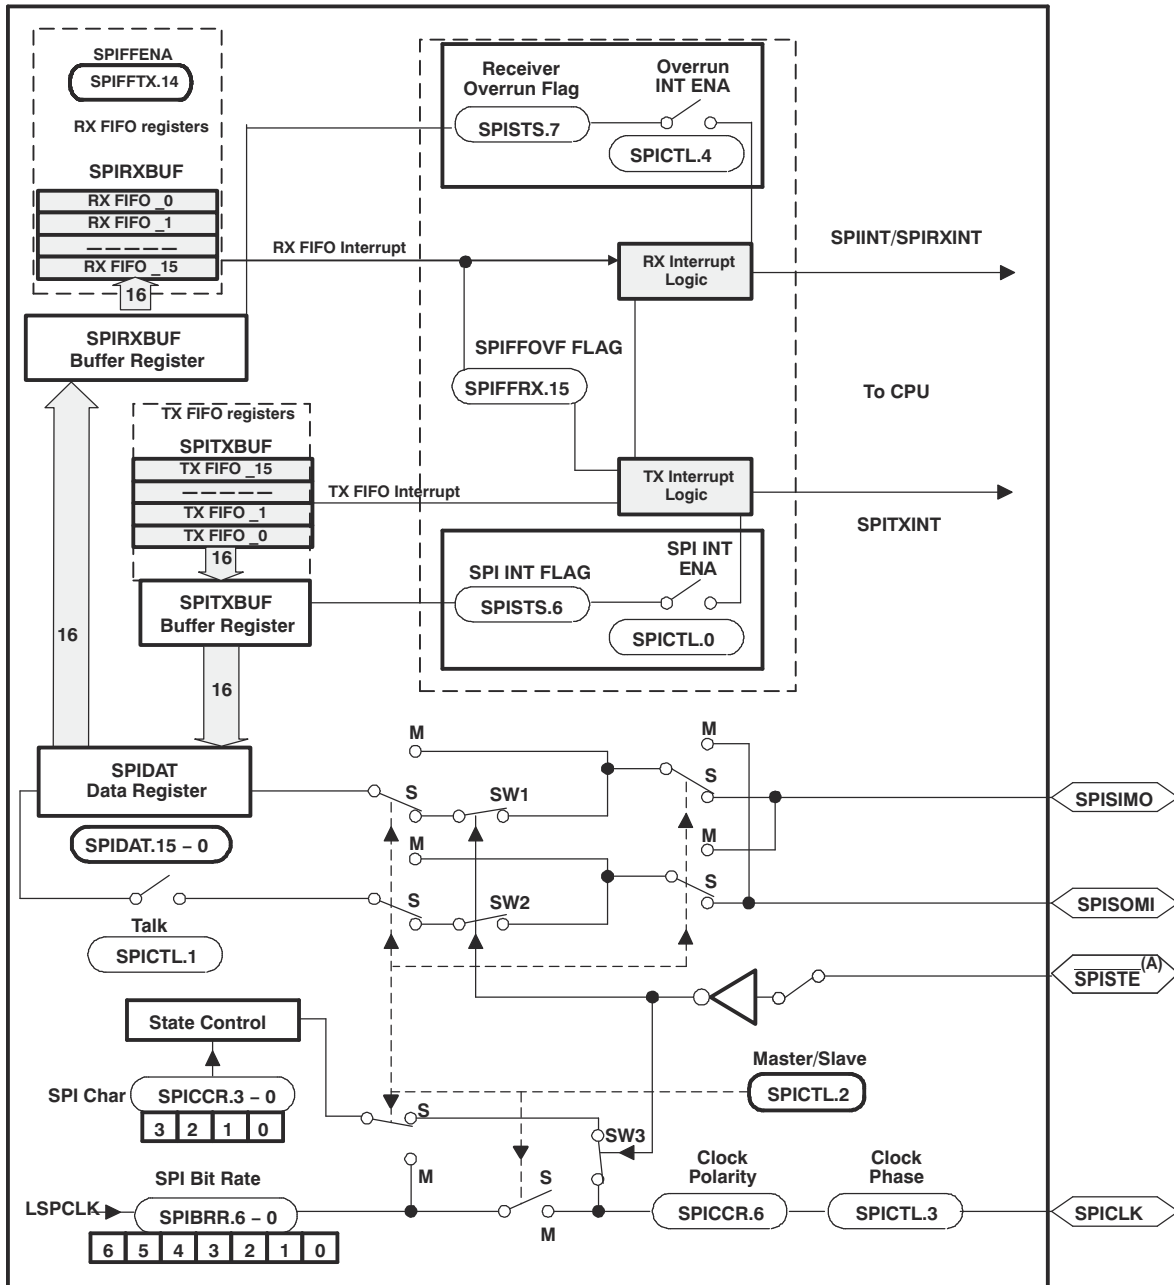 SPIFFENA
SPIFFTX.14
RX FIFO registers
SPIRXBUF
RX FIFO _0
RX FIFO _1
– – – – –
RX FIFO _15
16
SPIRXBUF
Buffer Register
Receiver
Overrun Flag
SPISTS.7
Overrun
INT ENA
SPICTL.4
RX FIFO Interrupt
RX Interrupt
Logic
SPIINT/SPIRXINT
SPIFFOVF FLAG
SPIFFRX.15
To CPU
TX FIFO registers
SPITXBUF
TX FIFO _15
– – – – –
TX FIFO _1
TX FIFO _0
16
TX FIFO Interrupt
TX Interrupt
Logic
SPITXINT
SPITXBUF
Buffer Register
SPI INT FLAG
SPISTS.6
SPI INT
ENA
SPICTL.0
16
16
SPIDAT
Data Register
SPIDAT.15 – 0
M
S
SW1
M
S
SW2
M
S
M
S
SPISIMO
SPISOMI
SPISTE (A)
Talk
SPICTL.1
State Control
SPI Char
SPICCR.3 – 0
3 2 1 0
Master/Slave
SPICTL.2
S
M
SW3
S
M
SPI Bit Rate
LSPCLK
SPIBRR.6 – 0
6 5 4 3 2 1 0
Clock
Polarity
SPICCR.6
Clock
Phase
SPICTL.3
SPICLK